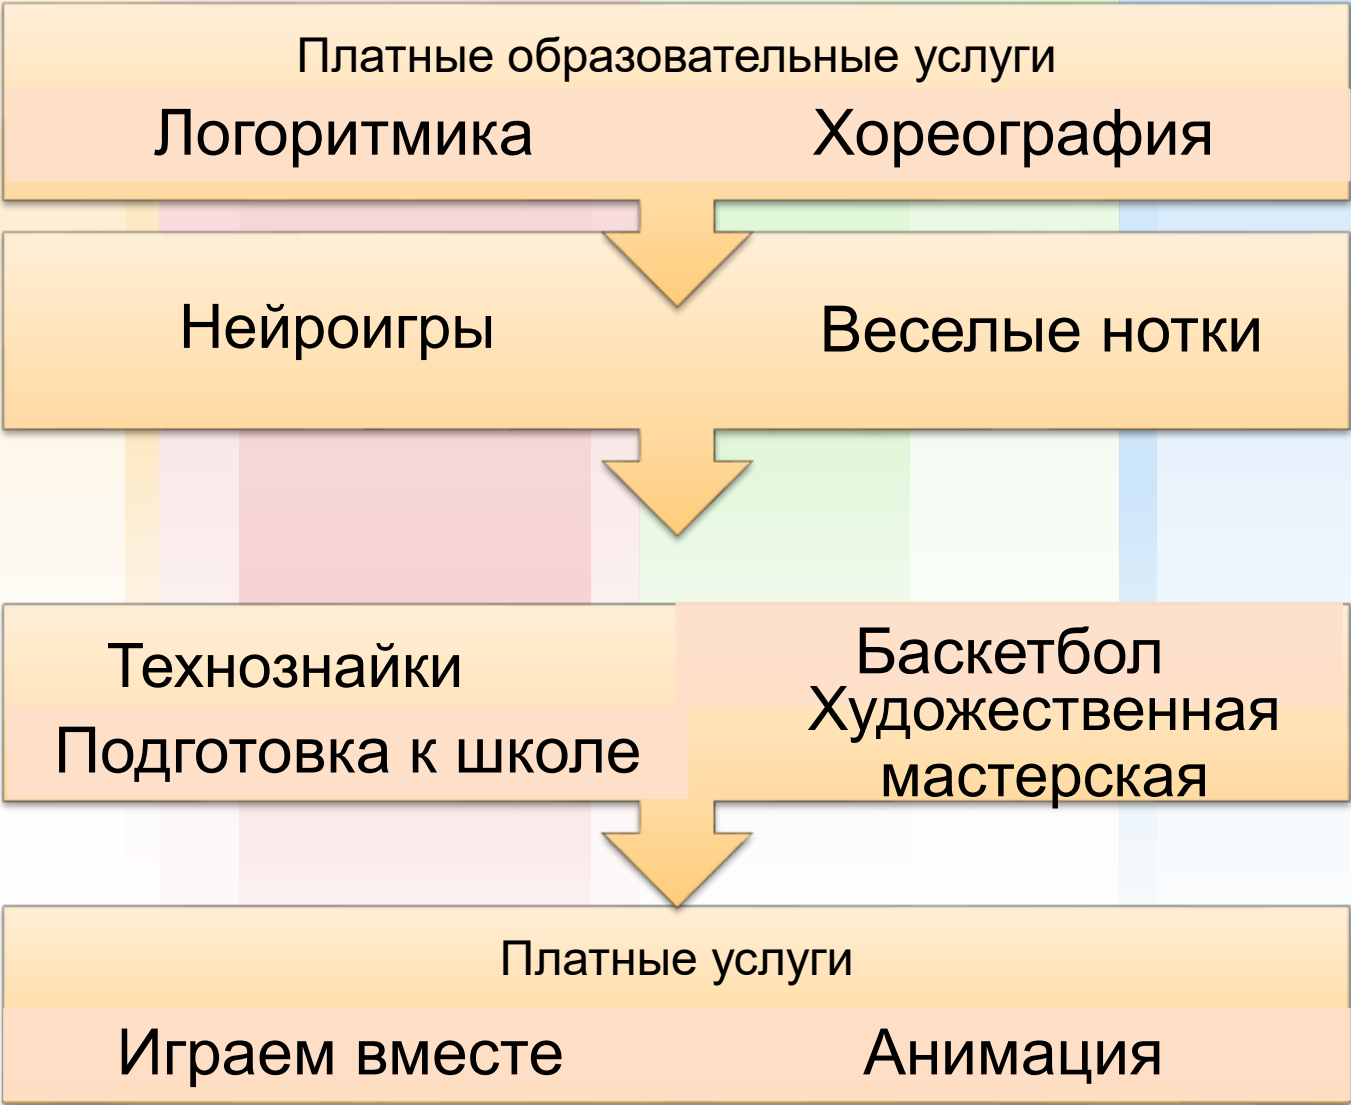 Платные образовательные услуги
Логоритмика
Хореография
Нейроигры
Веселые нотки
Технознайки
Баскетбол
Подготовка к школе
Художественная
мастерская
Платные услуги
Играем вместе
Анимация